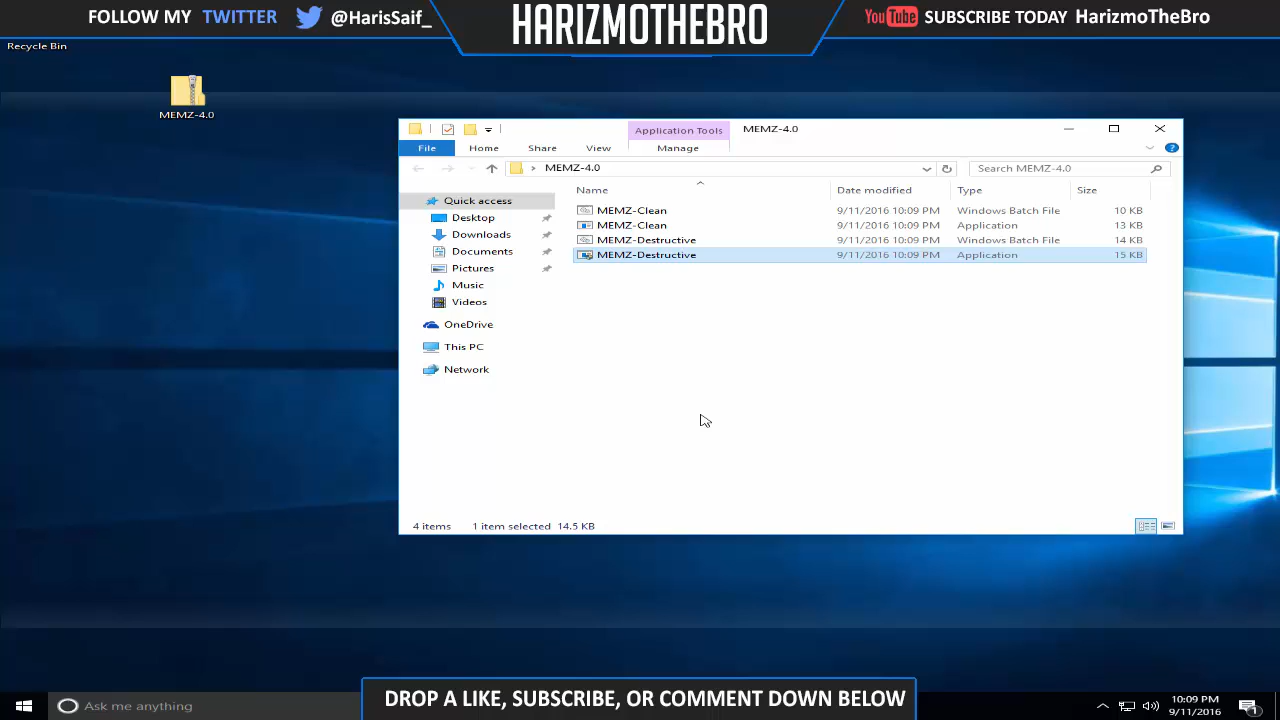 FOLLOW MY TWITTER @HarisSaif_
HARIZMOTHEBRO
YouTube SUBSCRIBE TODAY HarizmoTheBro
Recycle Bin
MEMZ-4.0
Application Tools
MEMZ-4.0
File Home Share View Manage
MEMZ-4.0
Search MEMZ-4.0
Quick access
Desktop
Downloads
Documents
Pictures
Music
Videos
OneDrive
This PC
Network
Name Date modified Type Size
MEMZ-Clean 9/11/2016 10:09 PM Windows Batch File 10 KB
MEMZ-Clean 9/11/2016 10:09 PM Application 13 KB
MEMZ-Destructive 9/11/2016 10:09 PM Windows Batch File 14 KB
MEMZ-Destructive 9/11/2016 10:09 PM Application 15 KB
4 items 1 item selected 14.5 KB
Ask me anything
DROP A LIKE, SUBSCRIBE, OR COMMENT DOWN BELOW
10:09 PM
9/11/2016
1